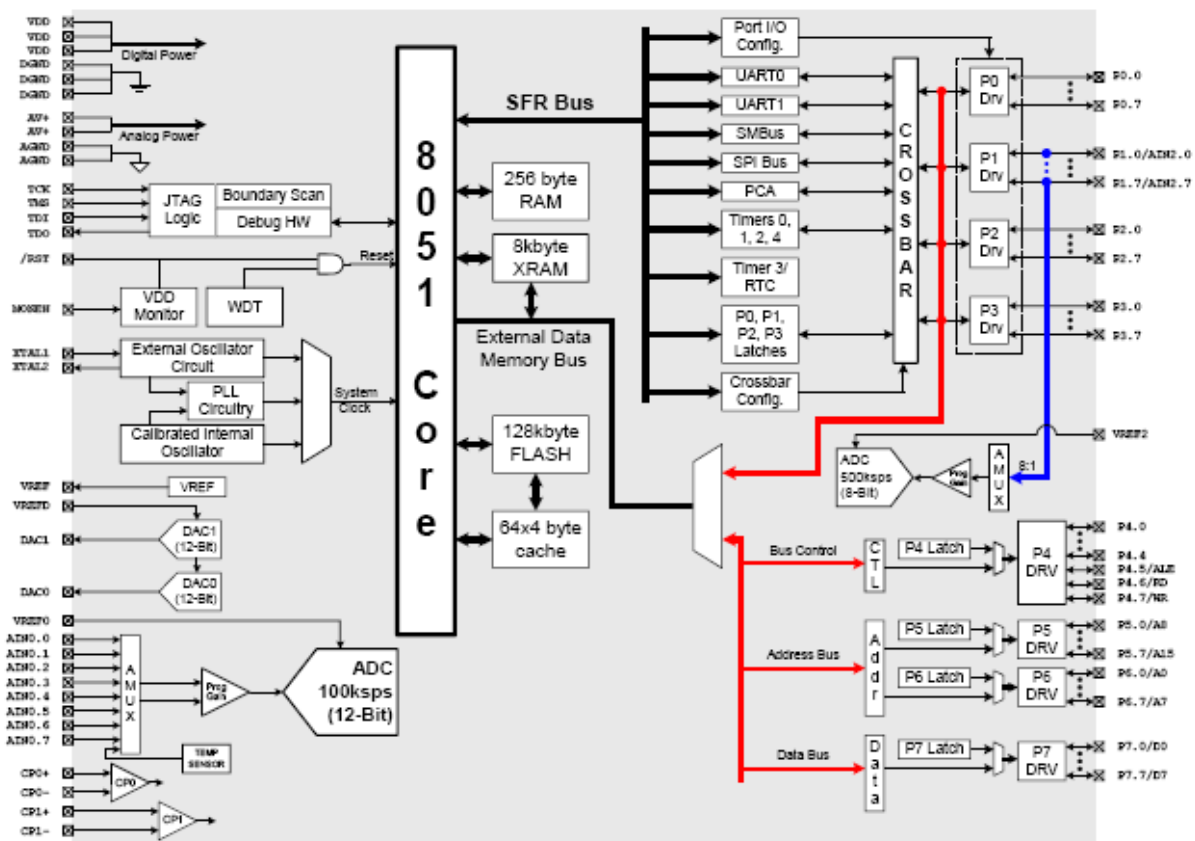 VDD
VDD
VDD
Digital Power
DGND
DGND
DGND
AV+
AV+
Analog Power
AGND
AGND
TCK
TMS
TDI
TDO
JTAG
Logic
Boundary Scan
Debug HW
/RST
Reset
MONEN
VDD
Monitor
WDT
XTAL1
XTAL2
External Oscillator
Circuit
PLL
Circuitry
System
Clock
Calibrated Internal
Oscillator
VREF
VREF
VREFD
DAC1
DAC1
(12-Bit)
DAC0
DAC0
(12-Bit)
VREF0
AIN0.0
AIN0.1
AIN0.2
AIN0.3
AIN0.4
AIN0.5
AIN0.6
AIN0.7
AMUX
Prog
Gain
ADC
100ksps
(12-Bit)
TEMP
SENSOR
CP0+
CP0-
CP0
CP1+
CP1-
CP1
8051 Core
SFR Bus
256 byte
RAM
8kbyte
XRAM
External Data
Memory Bus
128kbyte
FLASH
64x4 byte
cache
Port I/O
Config.
UART0
UART1
SMBus
SPI Bus
PCA
Timers 0,
1, 2, 4
Timer 3/
RTC
P0, P1,
P2, P3
Latches
Crossbar
Config.
CROSSBAR
P0
Drv
P1
Drv
P2
Drv
P3
Drv
P0.0
P0.7
P1.0/AIN2.0
P1.7/AIN2.7
P2.0
P2.7
P3.0
P3.7
VREF2
ADC
500ksps
(8-Bit)
Prog
Gain
AMUX
8:1
Bus Control
CTL
P4 Latch
P4
DRV
P4.0
P4.4
P4.5/ALE
P4.6/RD
P4.7/WR
Address Bus
Addr
P5 Latch
P5
DRV
P5.0/A8
P5.7/A15
P6 Latch
P6
DRV
P6.0/A0
P6.7/A7
Data Bus
Data
P7 Latch
P7
DRV
P7.0/D0
P7.7/D7